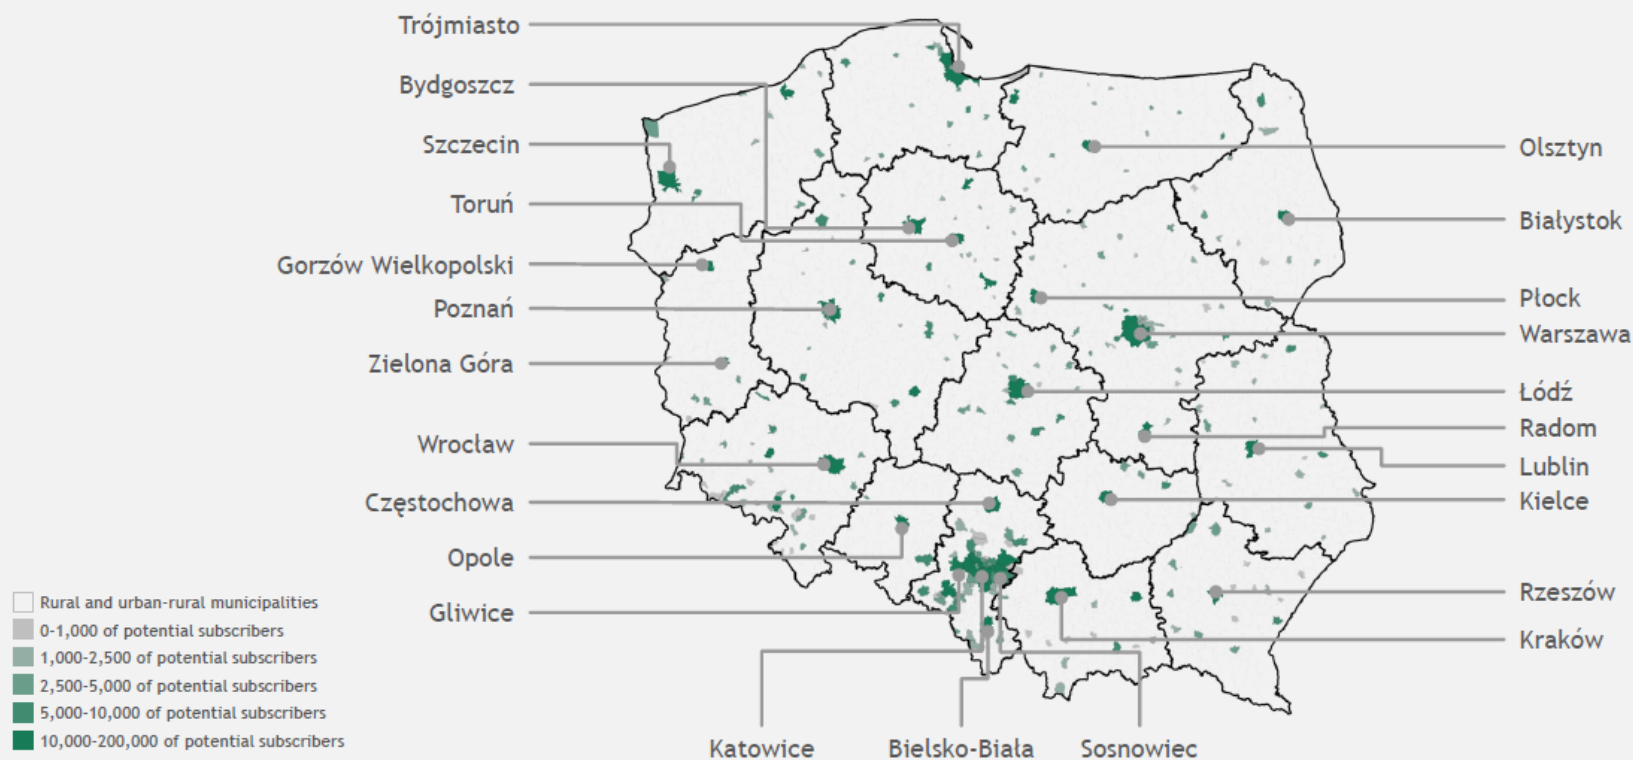 Trójmiasto
Bydgoszcz
Szczecin
Toruń
Gorzów Wielkopolski
Poznań
Zielona Góra
Wrocław
Częstochowa
Opole
Gliwice
Olsztyn
Białystok
Płock
Warszawa
Łódź
Radom
Lublin
Kielce
Rzeszów
Kraków
Katowice
Bielsko-Biała
Sosnowiec
Rural and urban-rural municipalities
0-1,000 of potential subscribers
1,000-2,500 of potential subscribers
2,500-5,000 of potential subscribers
5,000-10,000 of potential subscribers
10,000-200,000 of potential subscribers